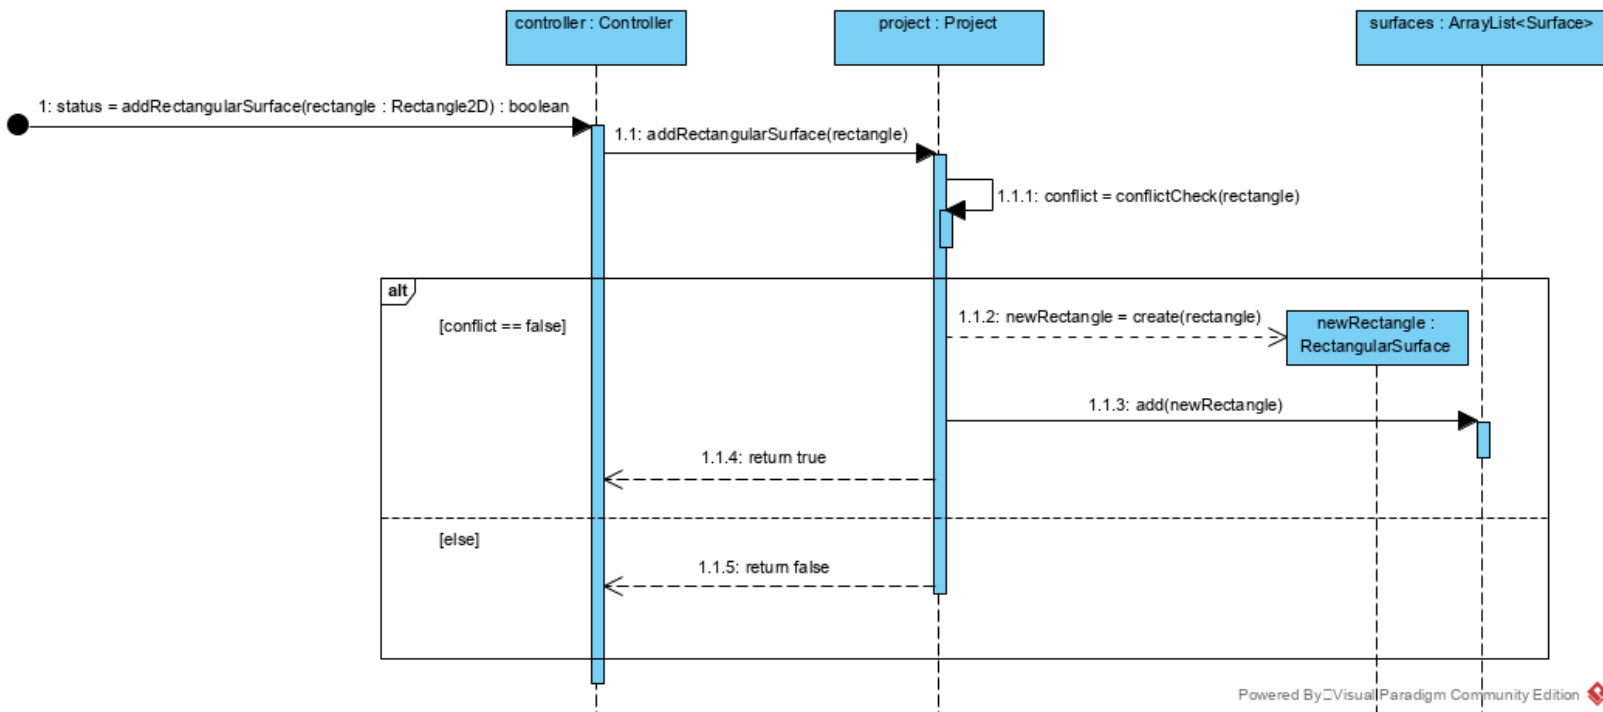 controller : Controller
project : Project
surfaces : ArrayList<Surface>
1: status = addRectangularSurface(rectangle : Rectangle2D) : boolean
1.1: addRectangularSurface(rectangle)
1.1.1: conflict = conflictCheck(rectangle)
alt
[conflict == false]
1.1.2: newRectangle = create(rectangle)
newRectangle :
RectangularSurface
1.1.3: add(newRectangle)
1.1.4: return true
[else]
1.1.5: return false
Powered By□Visual Paradigm Community Edition